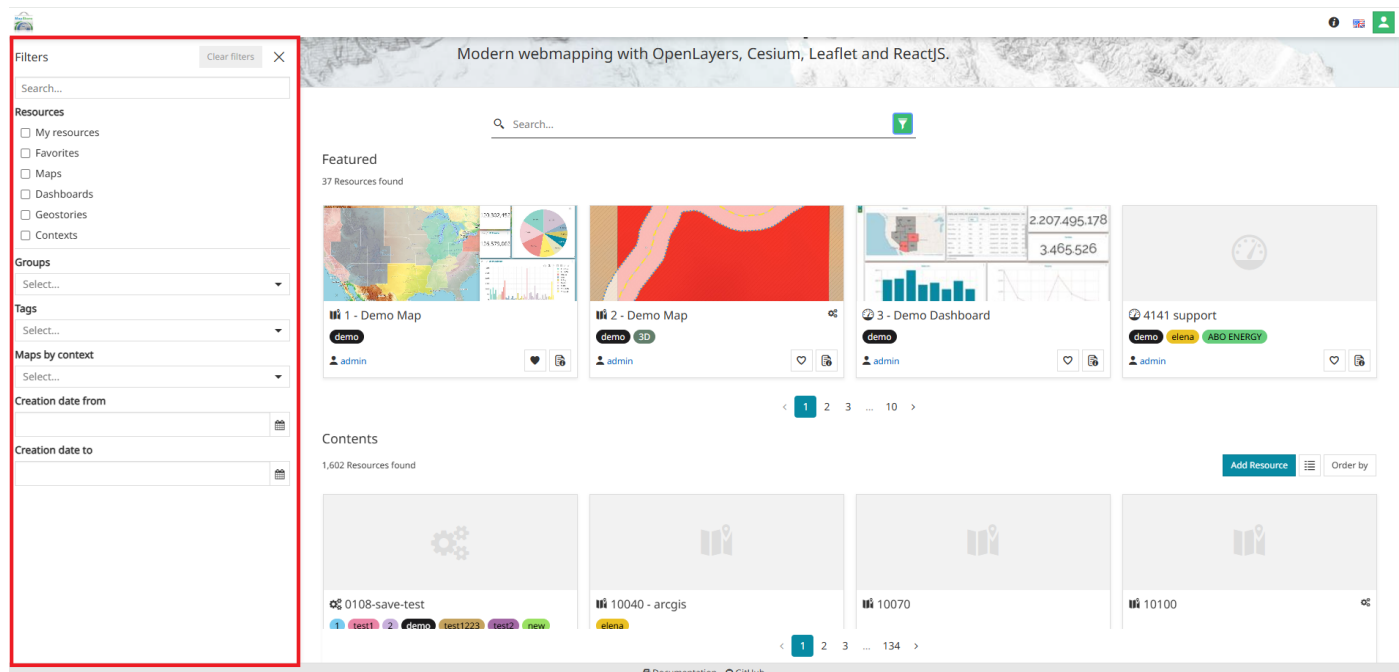 Filters
Clear filters
Search...
Resources
My resources
Favorites
Maps
Dashboards
Geostories
Contexts
Groups
Select...
Tags
Select...
Maps by context
Select...
Creation date from
Creation date to
Modern webmapping with OpenLayers, Cesium, Leaflet and ReactJS.
Search...
Featured
37 Resources found
2.207.495.178
3.465.526
1 - Demo Map
demo
admin
2 - Demo Map
demo 3D
admin
3 - Demo Dashboard
demo
admin
4141 support
demo elena ABO ENERGY
admin
< 1 2 3 ... 10 >
Contents
1,602 Resources found
Add Resource
Order by
0108-save-test
1 test1 2 demo test1223 test2 new
10040 - arcgis
elena
10070
10100
< 1 2 3 ... 134 >
Documentation GitHub